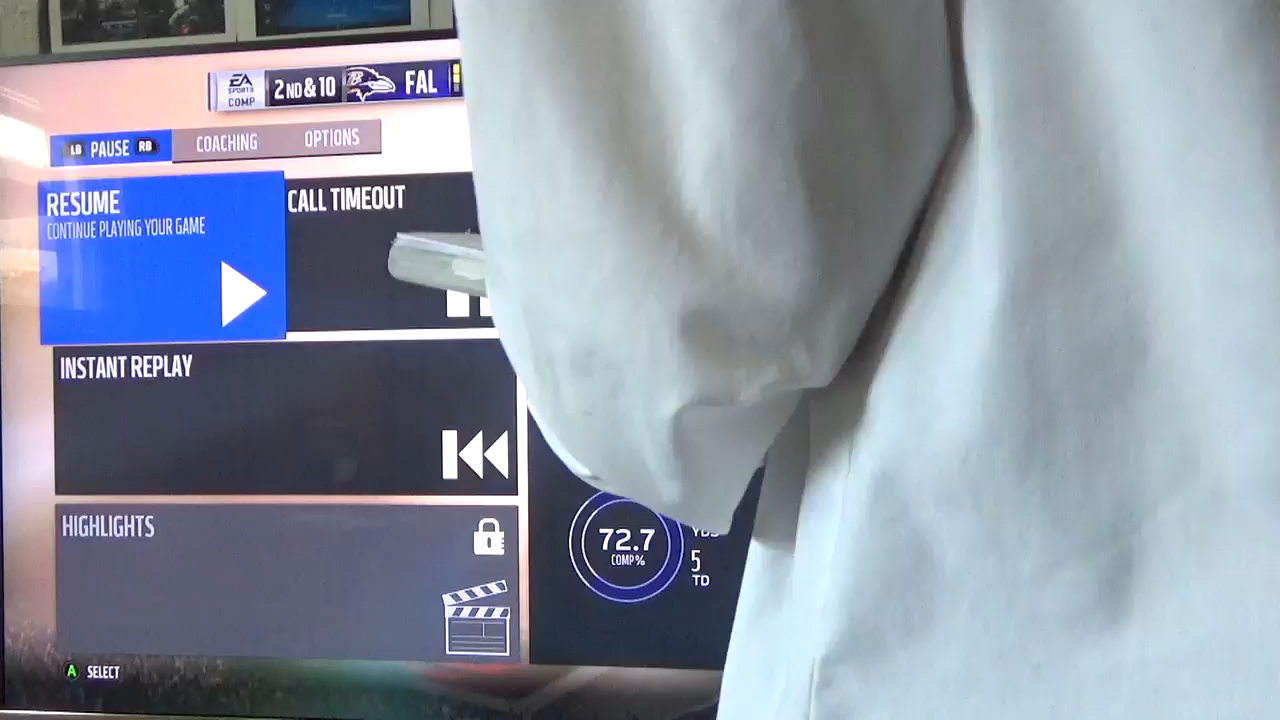 EA
SPORTS
COMP
2ND & 10
FAL
LB PAUSE RB
COACHING
OPTIONS
RESUME
CONTINUE PLAYING YOUR GAME
CALL TIMEOUT
INSTANT REPLAY
HIGHLIGHTS
72.7
COMP%
YDS
5
TD
A SELECT